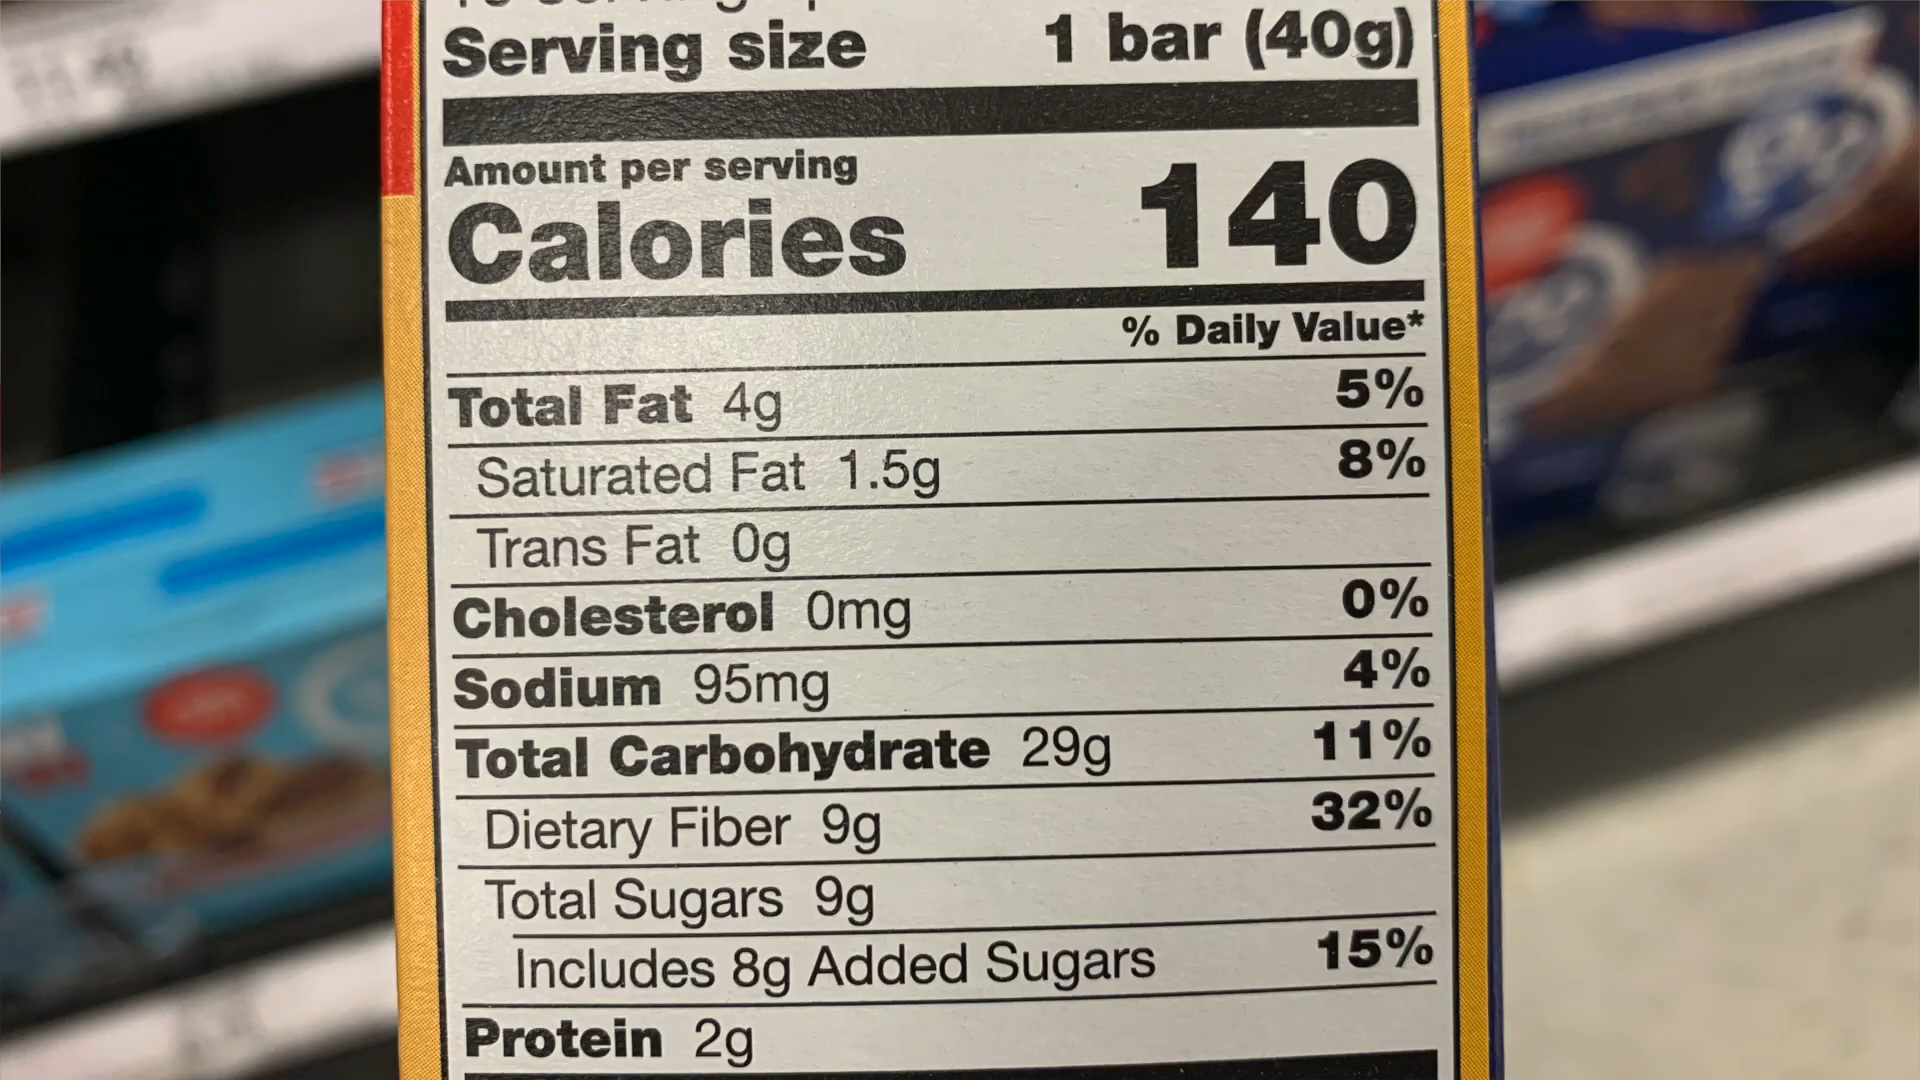 Serving size 1 bar (40g)
Amount per serving
Calories 140
% Daily Value*
Total Fat 4g 5%
Saturated Fat 1.5g 8%
Trans Fat 0g
Cholesterol 0mg 0%
Sodium 95mg 4%
Total Carbohydrate 29g 11%
Dietary Fiber 9g 32%
Total Sugars 9g
Includes 8g Added Sugars 15%
Protein 2g